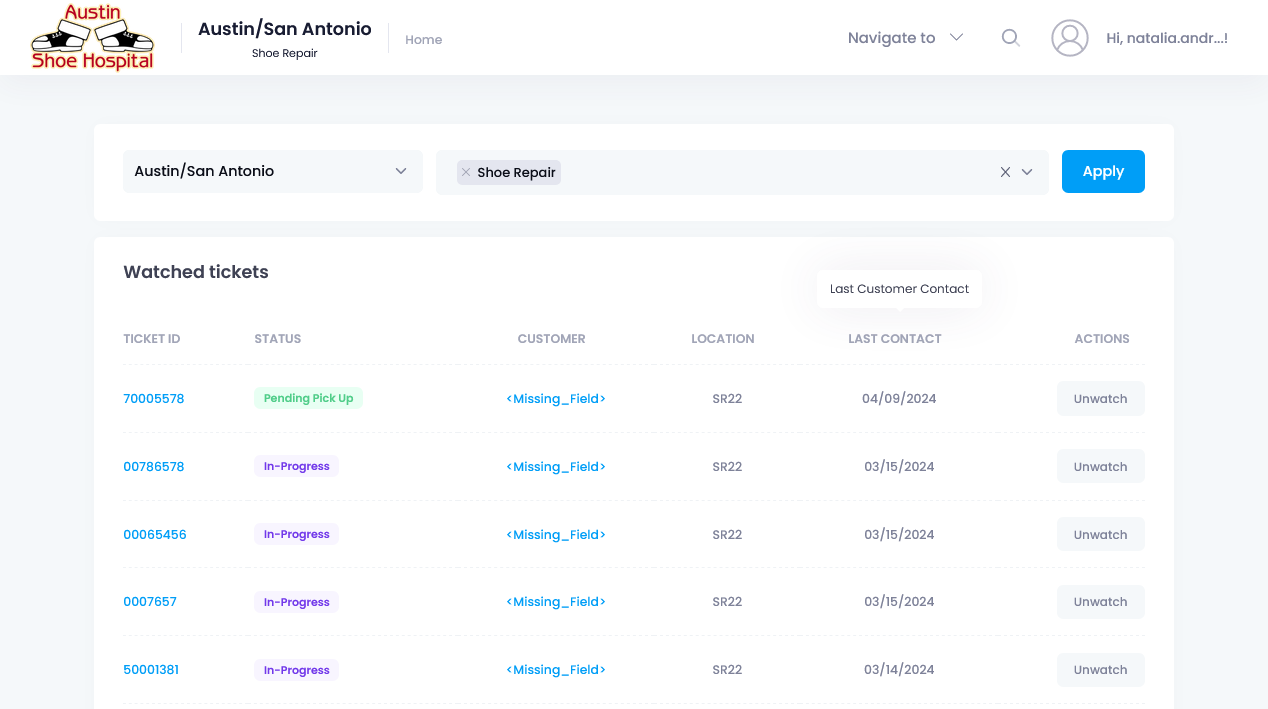 Austin
Shoe Hospital
Austin/San Antonio
Shoe Repair
Home
Navigate to
Hi, natalia.andr...!
Austin/San Antonio
Shoe Repair
Apply
Watched tickets
Last Customer Contact
TICKET ID STATUS CUSTOMER LOCATION LAST CONTACT ACTIONS
70005578 Pending Pick Up <Missing_Field> SR22 04/09/2024 Unwatch
00786578 In-Progress <Missing_Field> SR22 03/15/2024 Unwatch
00065456 In-Progress <Missing_Field> SR22 03/15/2024 Unwatch
0007657 In-Progress <Missing_Field> SR22 03/15/2024 Unwatch
50001381 In-Progress <Missing_Field> SR22 03/14/2024 Unwatch